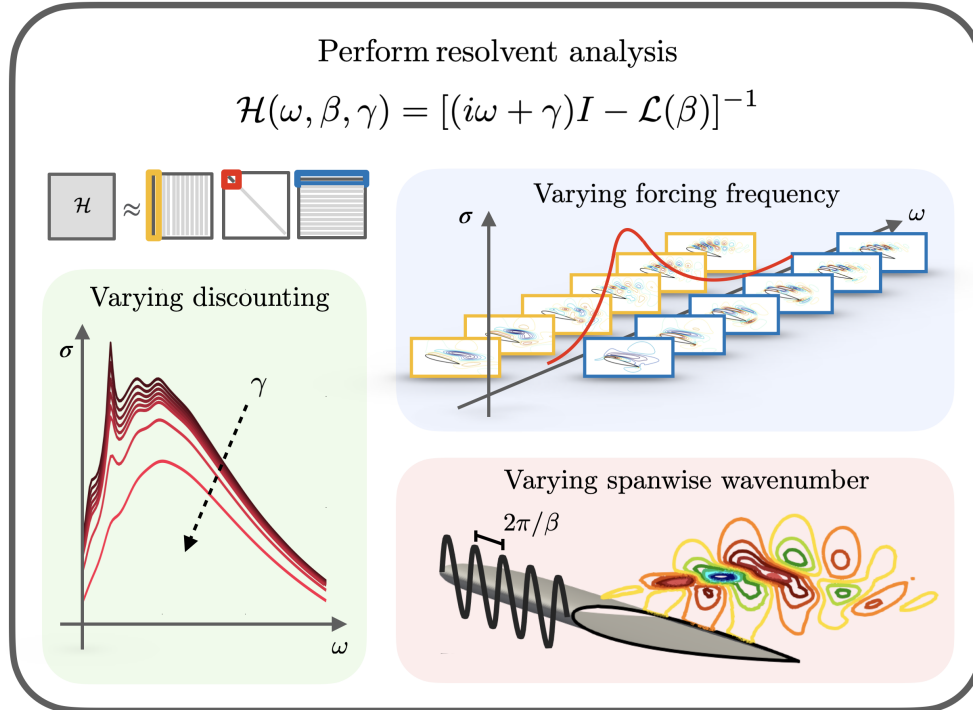 Perform resolvent analysis
ℋ(ω, β, γ) = [(iω + γ)I − ℒ(β)]⁻¹
ℋ ≈
Varying forcing frequency
σ
ω
Varying discounting
σ
γ
ω
Varying spanwise wavenumber
2π/β